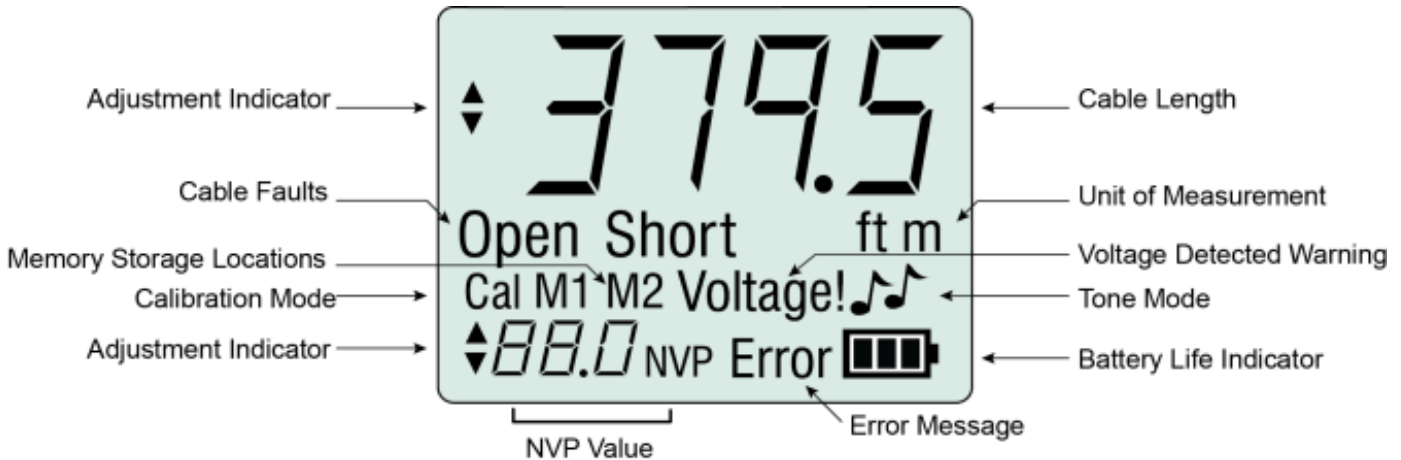 379.5
Adjustment Indicator
Cable Length
Cable Faults
Unit of Measurement
Open Short ft m
Memory Storage Locations
Voltage Detected Warning
Calibration Mode
Cal M1 M2 Voltage!
Tone Mode
Adjustment Indicator
88.0 NVP Error
Battery Life Indicator
Error Message
NVP Value